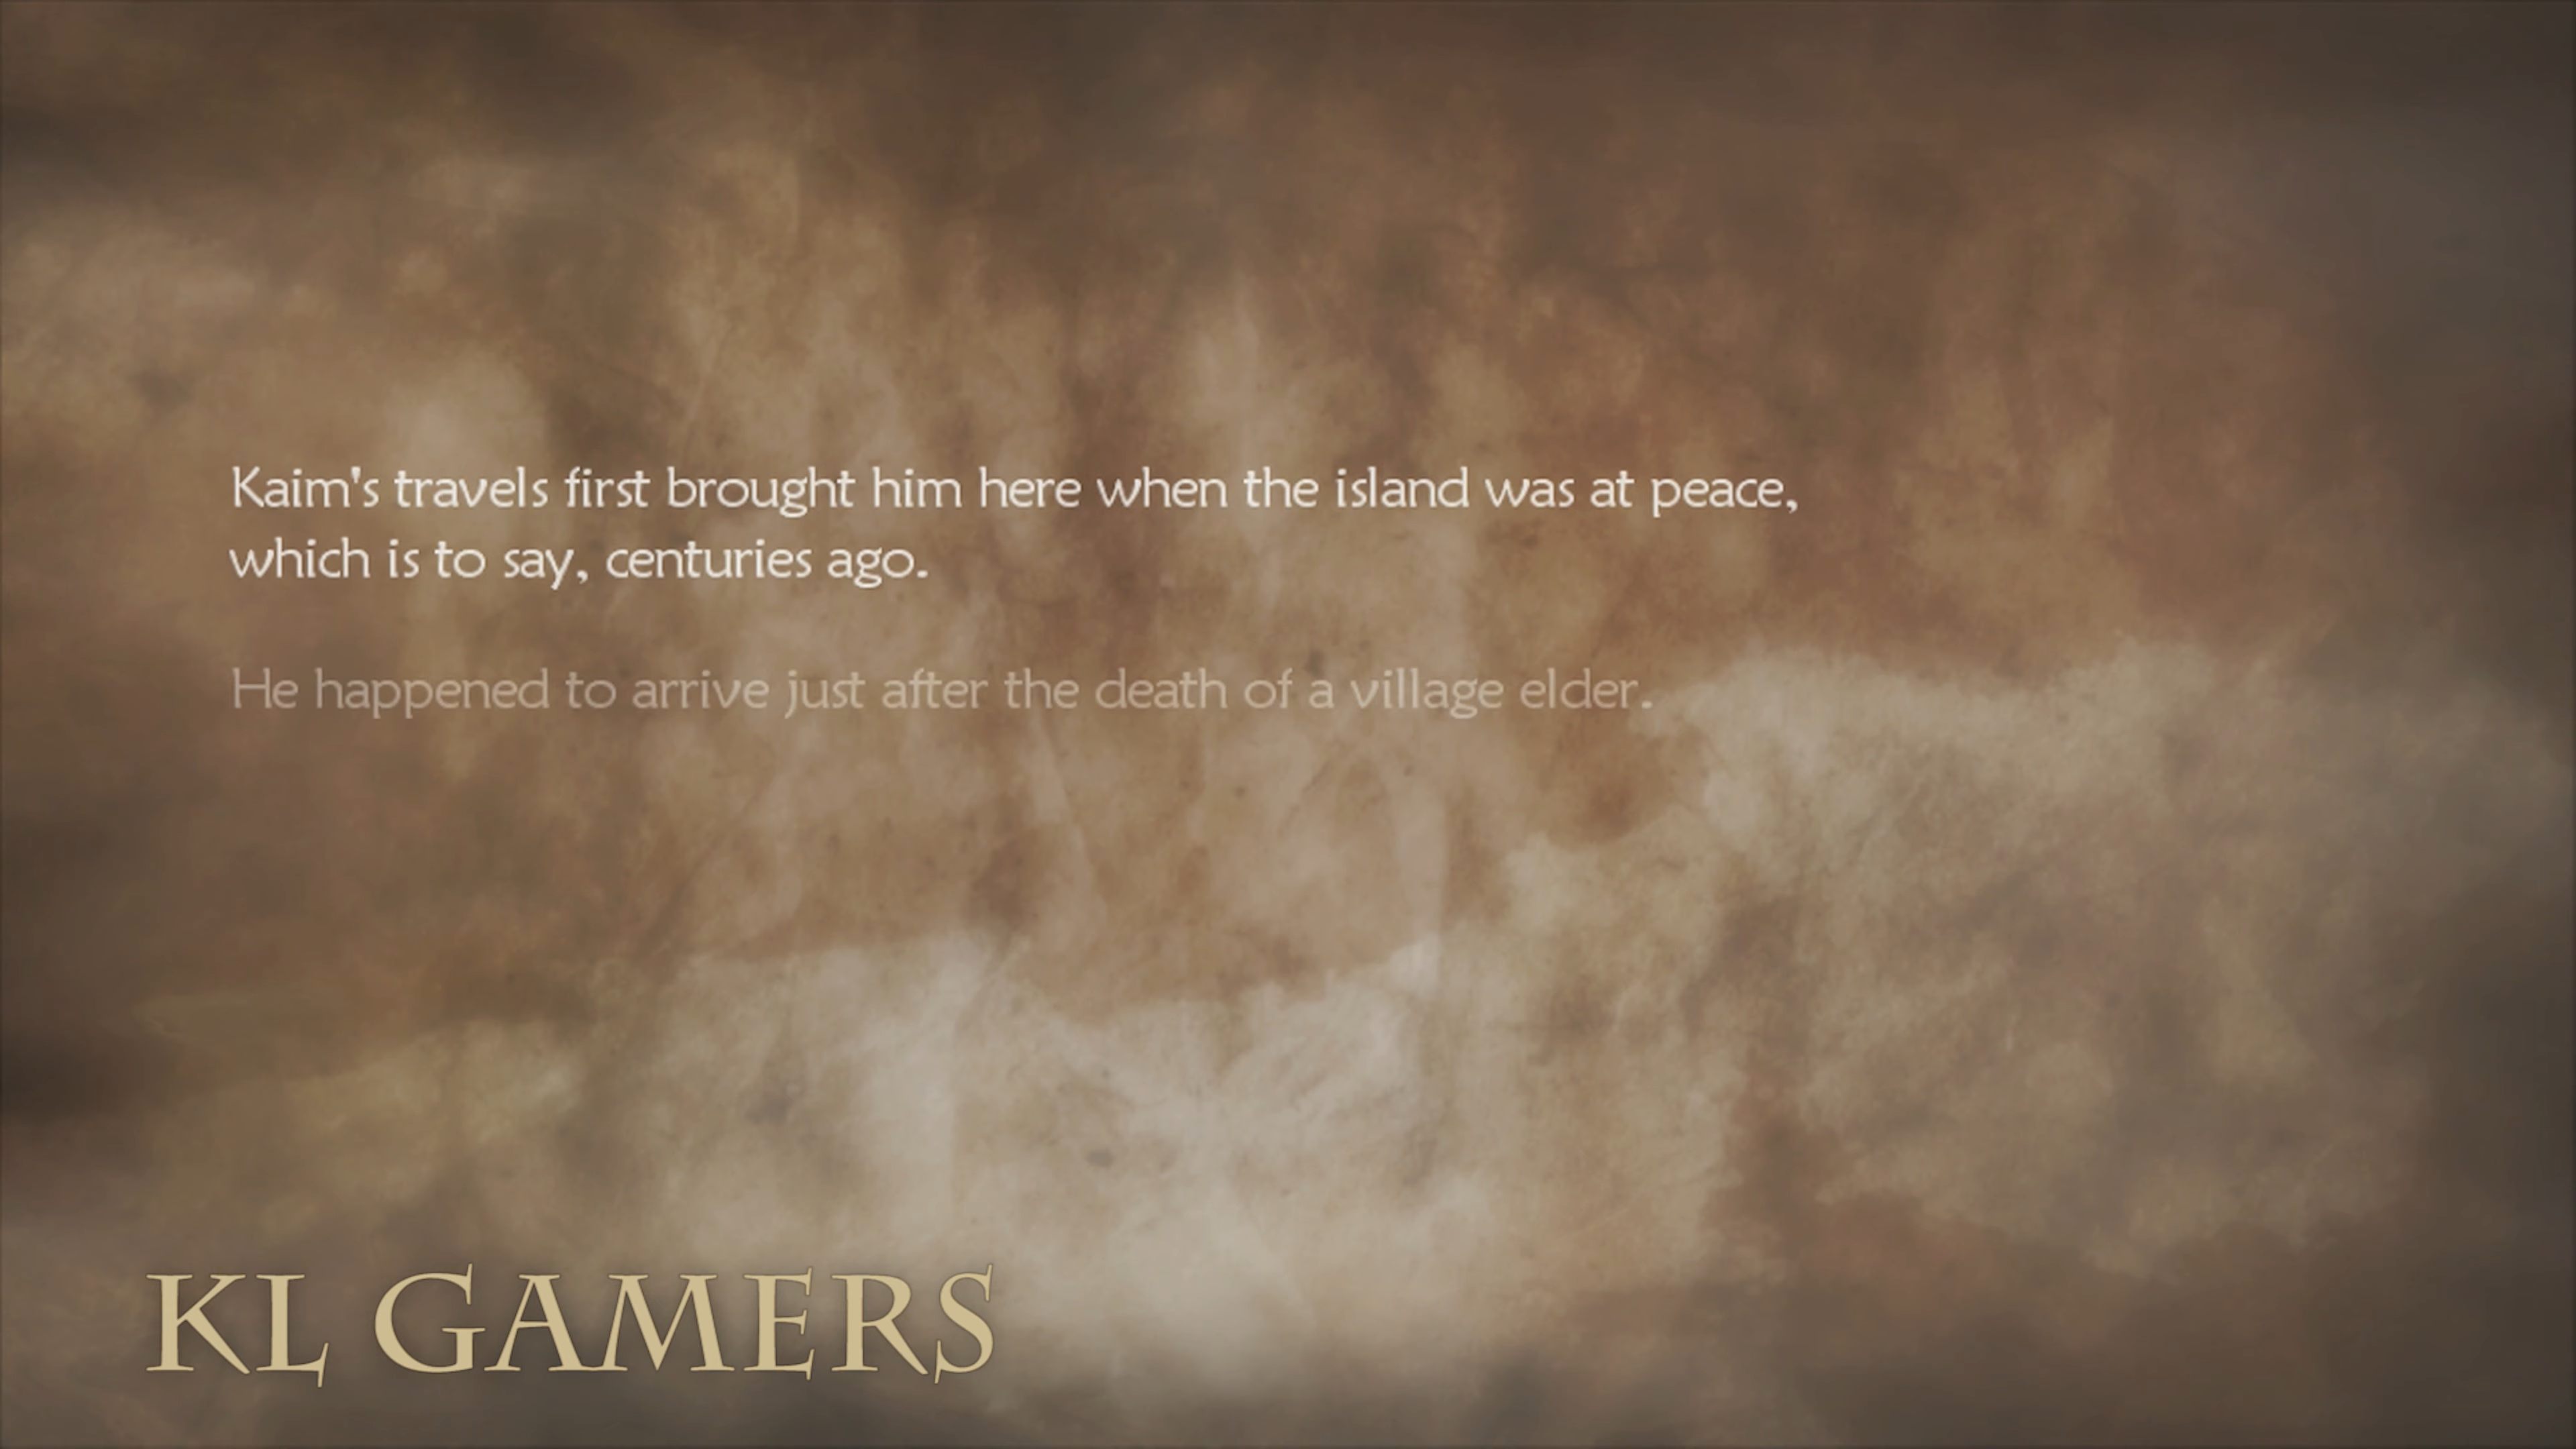 Kaim's travels first brought him here when the island was at peace,
which is to say, centuries ago.
He happened to arrive just after the death of a village elder.
KL GAMERS